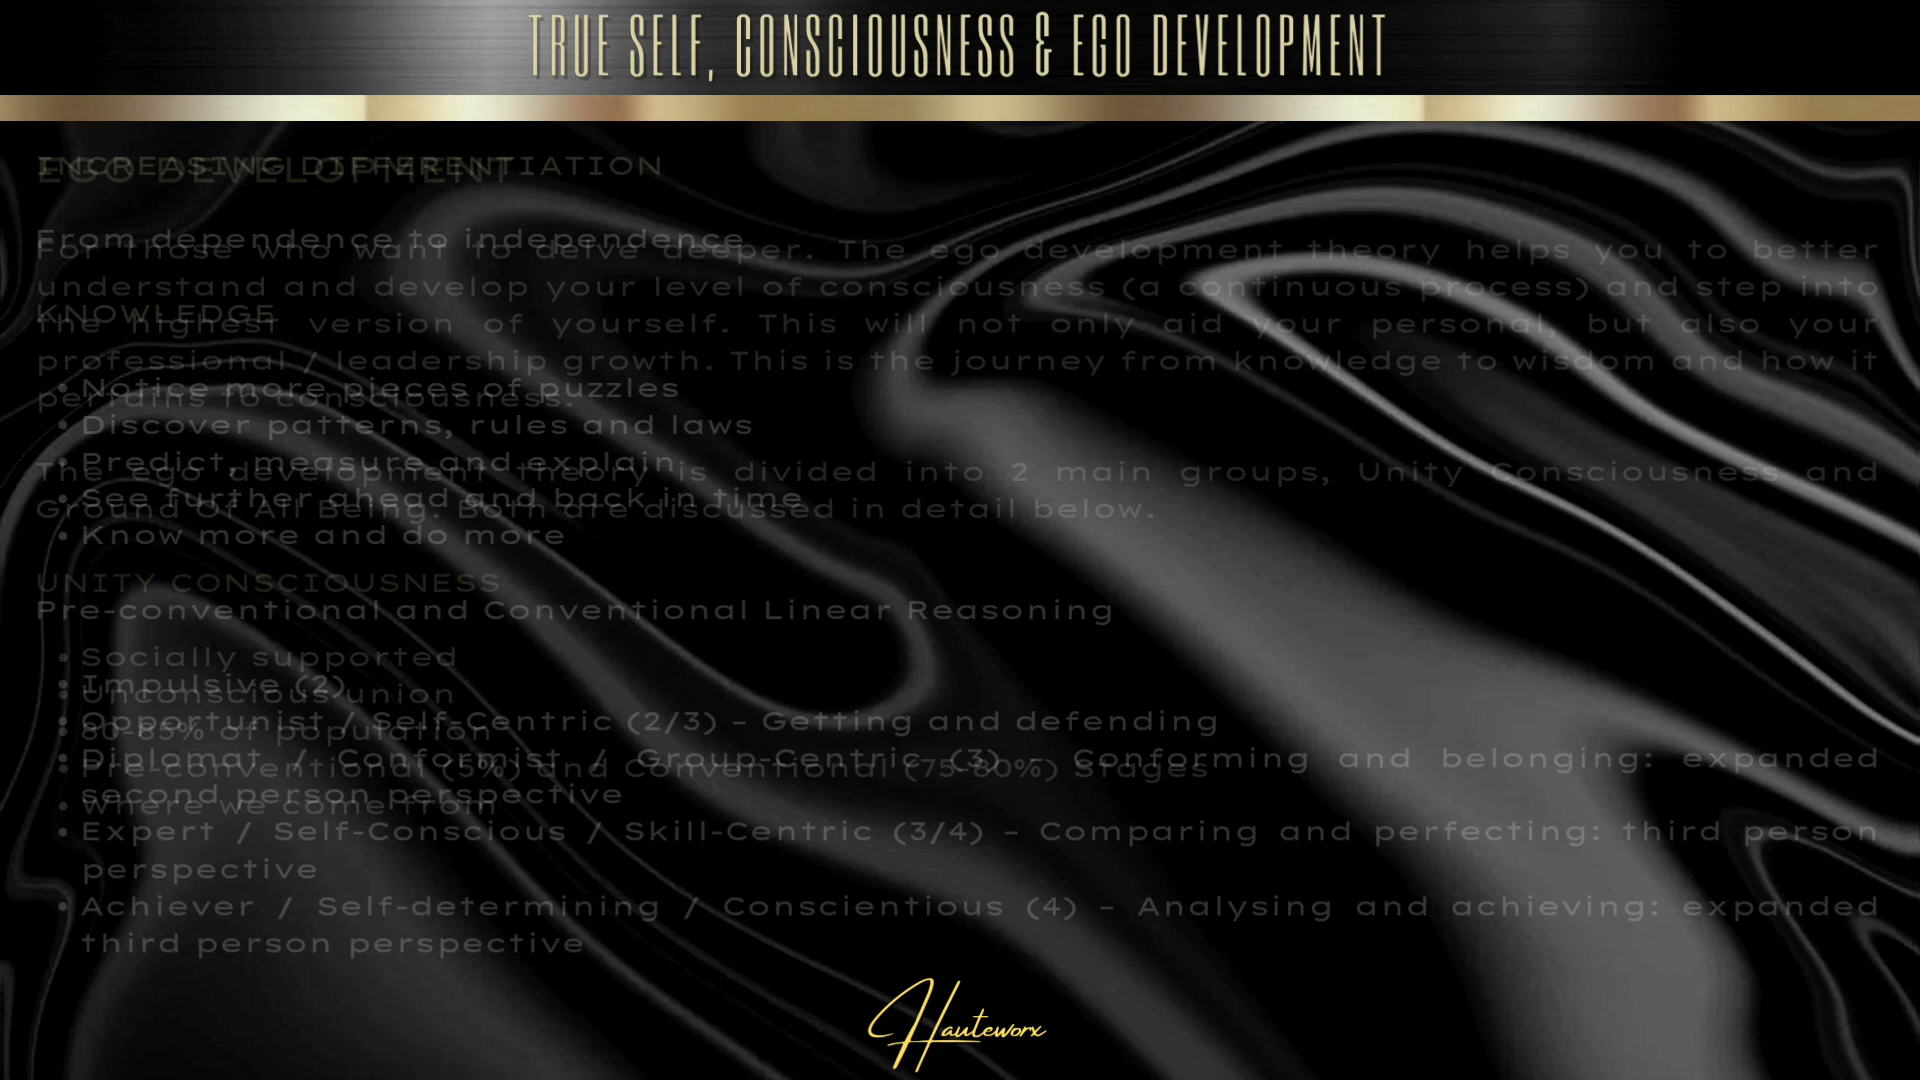 TRUE SELF, CONSCIOUSNESS & EGO DEVELOPMENT
EGO DEVELOPMENT
For those who want to delve deeper. The ego development theory helps you to better
understand and develop your level of consciousness (a continuous process) and step into
the highest version of yourself. This will not only aid your personal, but also your
professional / leadership growth. This is the journey from knowledge to wisdom and how it
pertains to consciousness.
The ego development theory is divided into 2 main groups, Unity Consciousness and
Ground of All Being. Both are discussed in detail below.
UNITY CONSCIOUSNESS
• Socially supported
• Unconscious union
• 80-85% of population
• Pre-conventional (5%) and Conventional (75-80%) Stages
• Where we come from
INCREASING DIFFERENTIATION
From dependence to independence
KNOWLEDGE
• Notice more pieces of puzzles
• Discover patterns, rules and laws
• Predict, measure and explain
• See further ahead and back in time
• Know more and do more
Pre-conventional and Conventional Linear Reasoning
• Impulsive (2)
• Opportunist / Self-Centric (2/3) – Getting and defending
• Diplomat / Conformist / Group-Centric (3) – Conforming and belonging: expanded
second person perspective
• Expert / Self-Conscious / Skill-Centric (3/4) – Comparing and perfecting: third person
perspective
• Achiever / Self-determining / Conscientious (4) – Analysing and achieving: expanded
third person perspective
Hauteworx